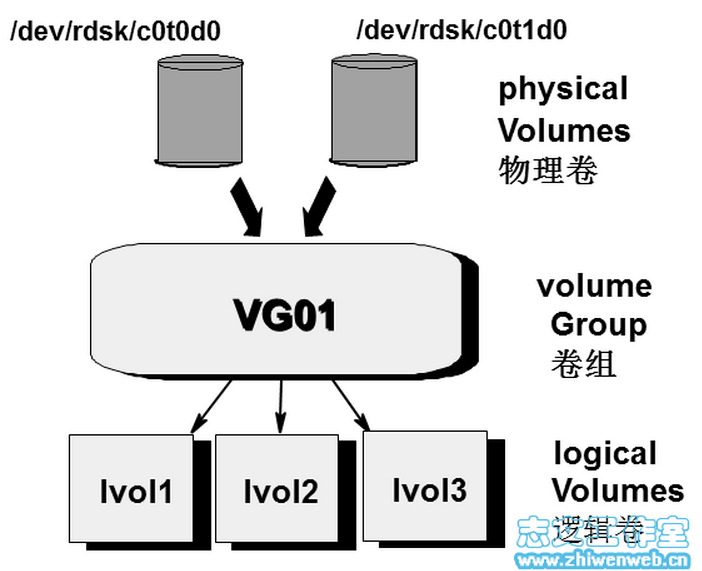 /dev/rdsk/c0t0d0
/dev/rdsk/c0t1d0
physical
Volumes
物理卷
VG01
volume
Group
卷组
lvol1
lvol2
lvol3
logical
Volumes
逻辑卷
www.zhiwenweb.cn